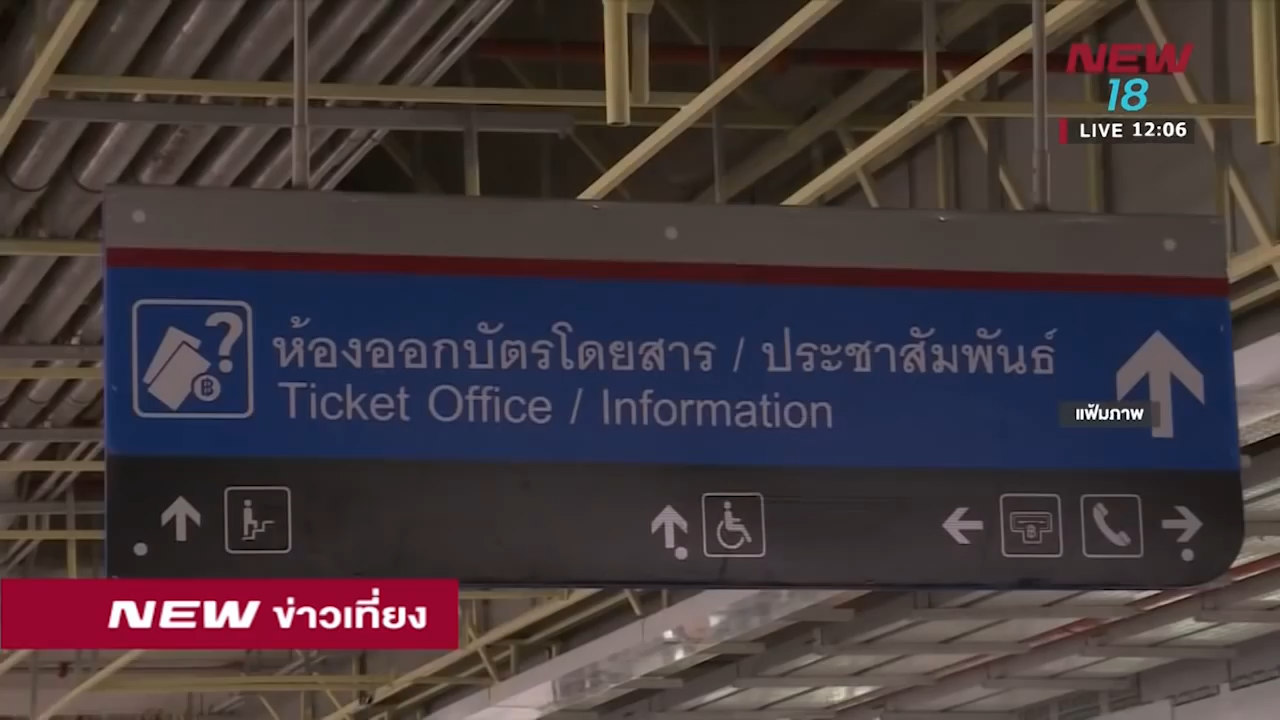 NEW
18
LIVE 12:06
ห้องออกบัตรโดยสาร / ประชาสัมพันธ์
Ticket Office / Information
แฟ้มภาพ
NEW ข่าวเที่ยง